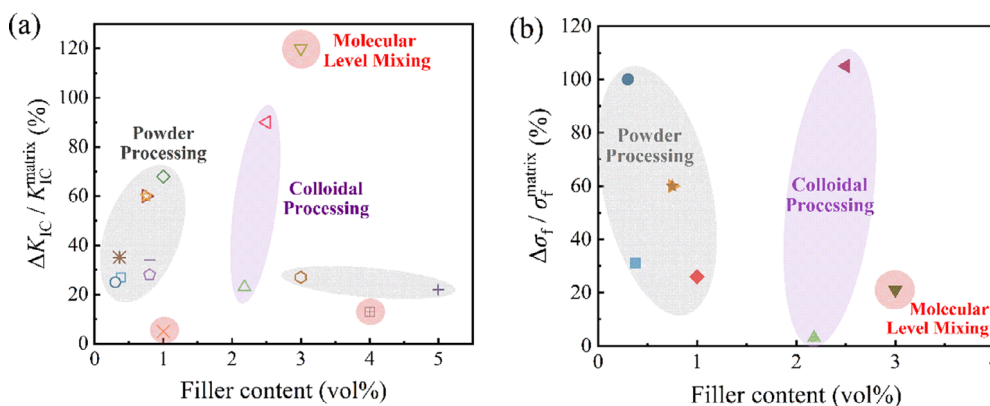 (a)
ΔK_IC / K_IC^matrix (%)
120
100
80
60
40
20
0
0 1 2 3 4 5
Filler content (vol%)
Molecular
Level Mixing
Powder
Processing
Colloidal
Processing
(b)
Δσ_f / σ_f^matrix (%)
120
100
80
60
40
20
0
0 1 2 3
Filler content (vol%)
Powder
Processing
Colloidal
Processing
Molecular
Level Mixing